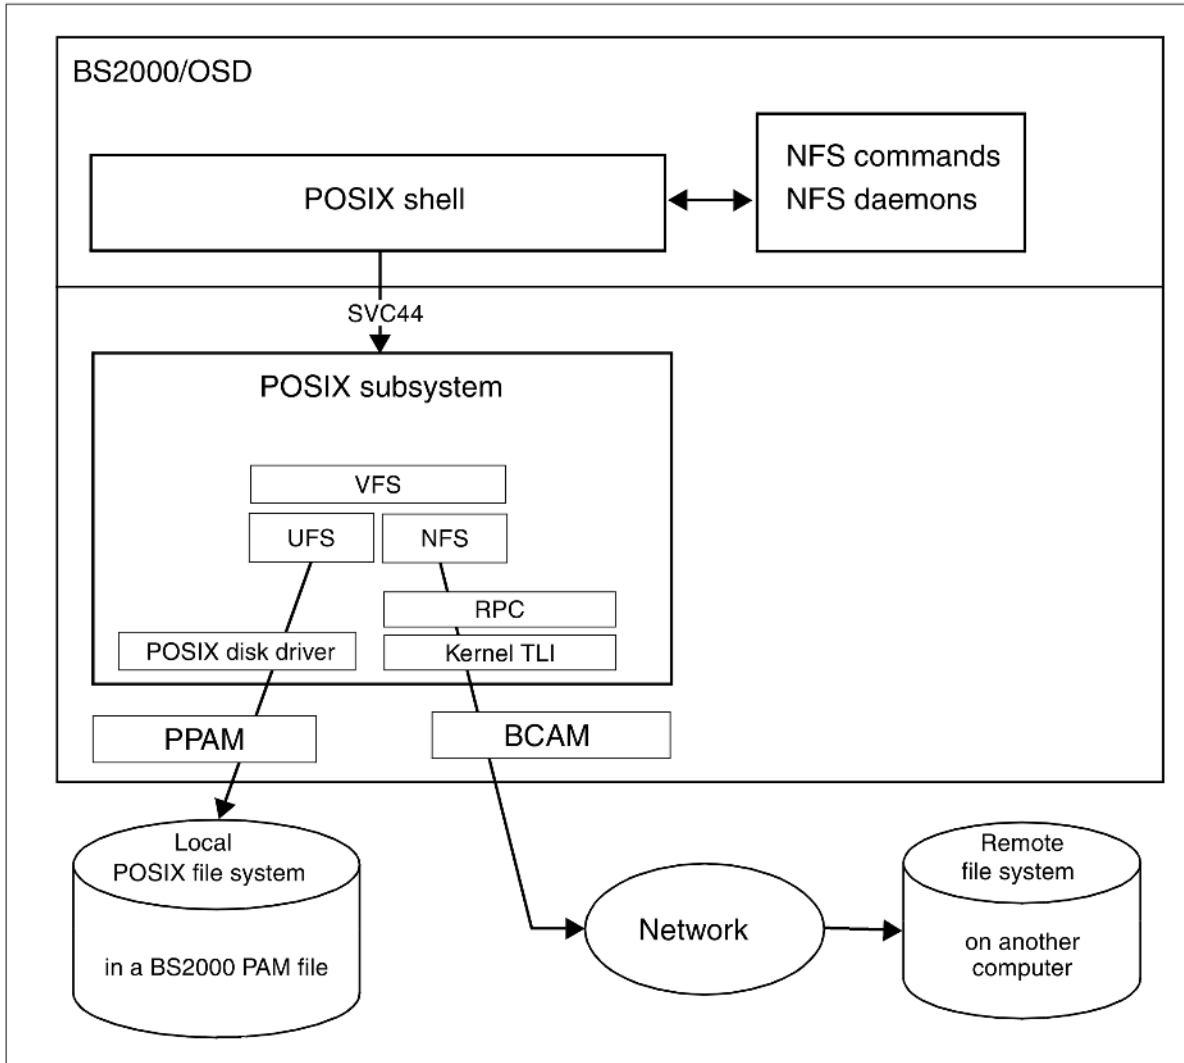 BS2000/OSD
NFS commands
NFS daemons
POSIX shell
SVC44
POSIX subsystem
VFS
UFS
NFS
RPC
POSIX disk driver
Kernel TLI
PPAM
BCAM
Local
POSIX file system
in a BS2000 PAM file
Network
Remote
file system
on another
computer